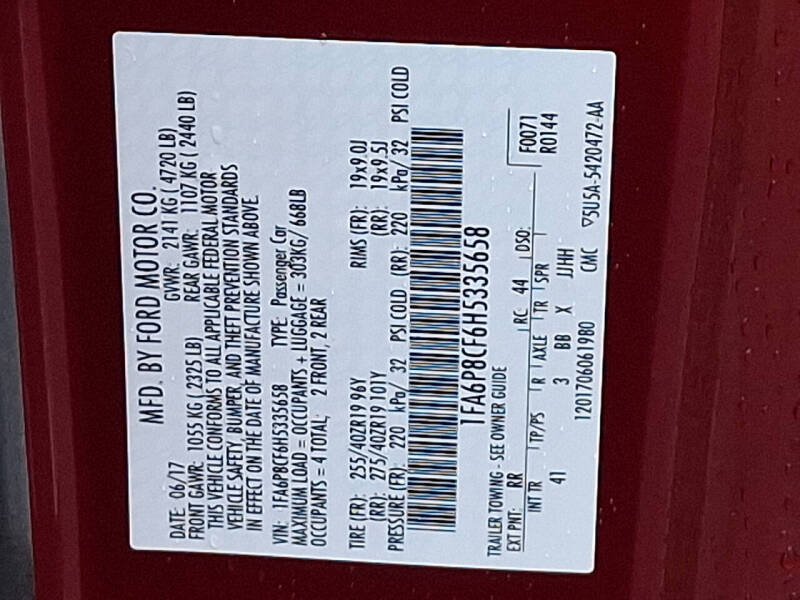 MFD. BY FORD MOTOR CO.
DATE: 06/17 GVWR: 2141 KG ( 4720 LB)
FRONT GAWR: 1055 KG ( 2325 LB) REAR GAWR: 1107 KG ( 2440 LB)
THIS VEHICLE CONFORMS TO ALL APPLICABLE FEDERAL MOTOR
VEHICLE SAFETY, BUMPER, AND THEFT PREVENTION STANDARDS
IN EFFECT ON THE DATE OF MANUFACTURE SHOWN ABOVE.
VIN: 1FA6P8CF6H5335658 TYPE: Passenger Car
MAXIMUM LOAD = OCCUPANTS + LUGGAGE = 303KG/ 668LB
OCCUPANTS = 4 TOTAL: 2 FRONT, 2 REAR
TIRE (FR): 255/40ZR19 96Y RIMS (FR): 19x9.0J
(RR): 275/40ZR19 101Y (RR): 19x9.5J
PRESSURE (FR): 220 kPa/ 32 PSI COLD (RR): 220 kPa/ 32 PSI COLD
1FA6P8CF6H5335658
TRAILER TOWING - SEE OWNER GUIDE F0071
EXT PNT: RR RC: 44 DSO: R0144
INT TR TP/PS R AXLE TR SPR
41 3 BB X JJHH
1201706061980 CMC ▽5U5A-5420472-AA